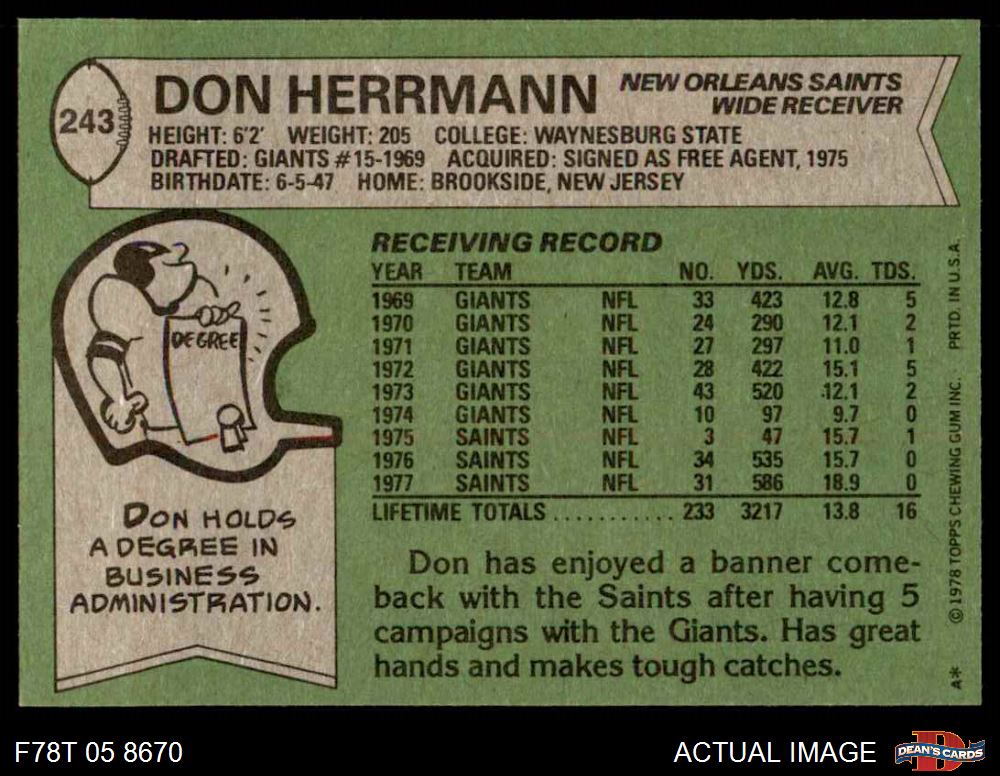 243
DON HERRMANN
NEW ORLEANS SAINTS
WIDE RECEIVER
HEIGHT: 6'2' WEIGHT: 205 COLLEGE: WAYNESBURG STATE
DRAFTED: GIANTS #15-1969 ACQUIRED: SIGNED AS FREE AGENT, 1975
BIRTHDATE: 6-5-47 HOME: BROOKSIDE, NEW JERSEY
DEGREE
DON HOLDS
A DEGREE IN
BUSINESS
ADMINISTRATION.
RECEIVING RECORD
YEAR TEAM NO. YDS. AVG. TDS.
1969 GIANTS NFL 33 423 12.8 5
1970 GIANTS NFL 24 290 12.1 2
1971 GIANTS NFL 27 297 11.0 1
1972 GIANTS NFL 28 422 15.1 5
1973 GIANTS NFL 43 520 12.1 2
1974 GIANTS NFL 10 97 9.7 0
1975 SAINTS NFL 3 47 15.7 1
1976 SAINTS NFL 34 535 15.7 0
1977 SAINTS NFL 31 586 18.9 0
LIFETIME TOTALS ........... 233 3217 13.8 16
Don has enjoyed a banner come-
back with the Saints after having 5
campaigns with the Giants. Has great
hands and makes tough catches.
A* © 1978 TOPPS CHEWING GUM INC. PRTD. IN U.S.A.
F78T 05 8670
ACTUAL IMAGE
DEAN'S CARDS